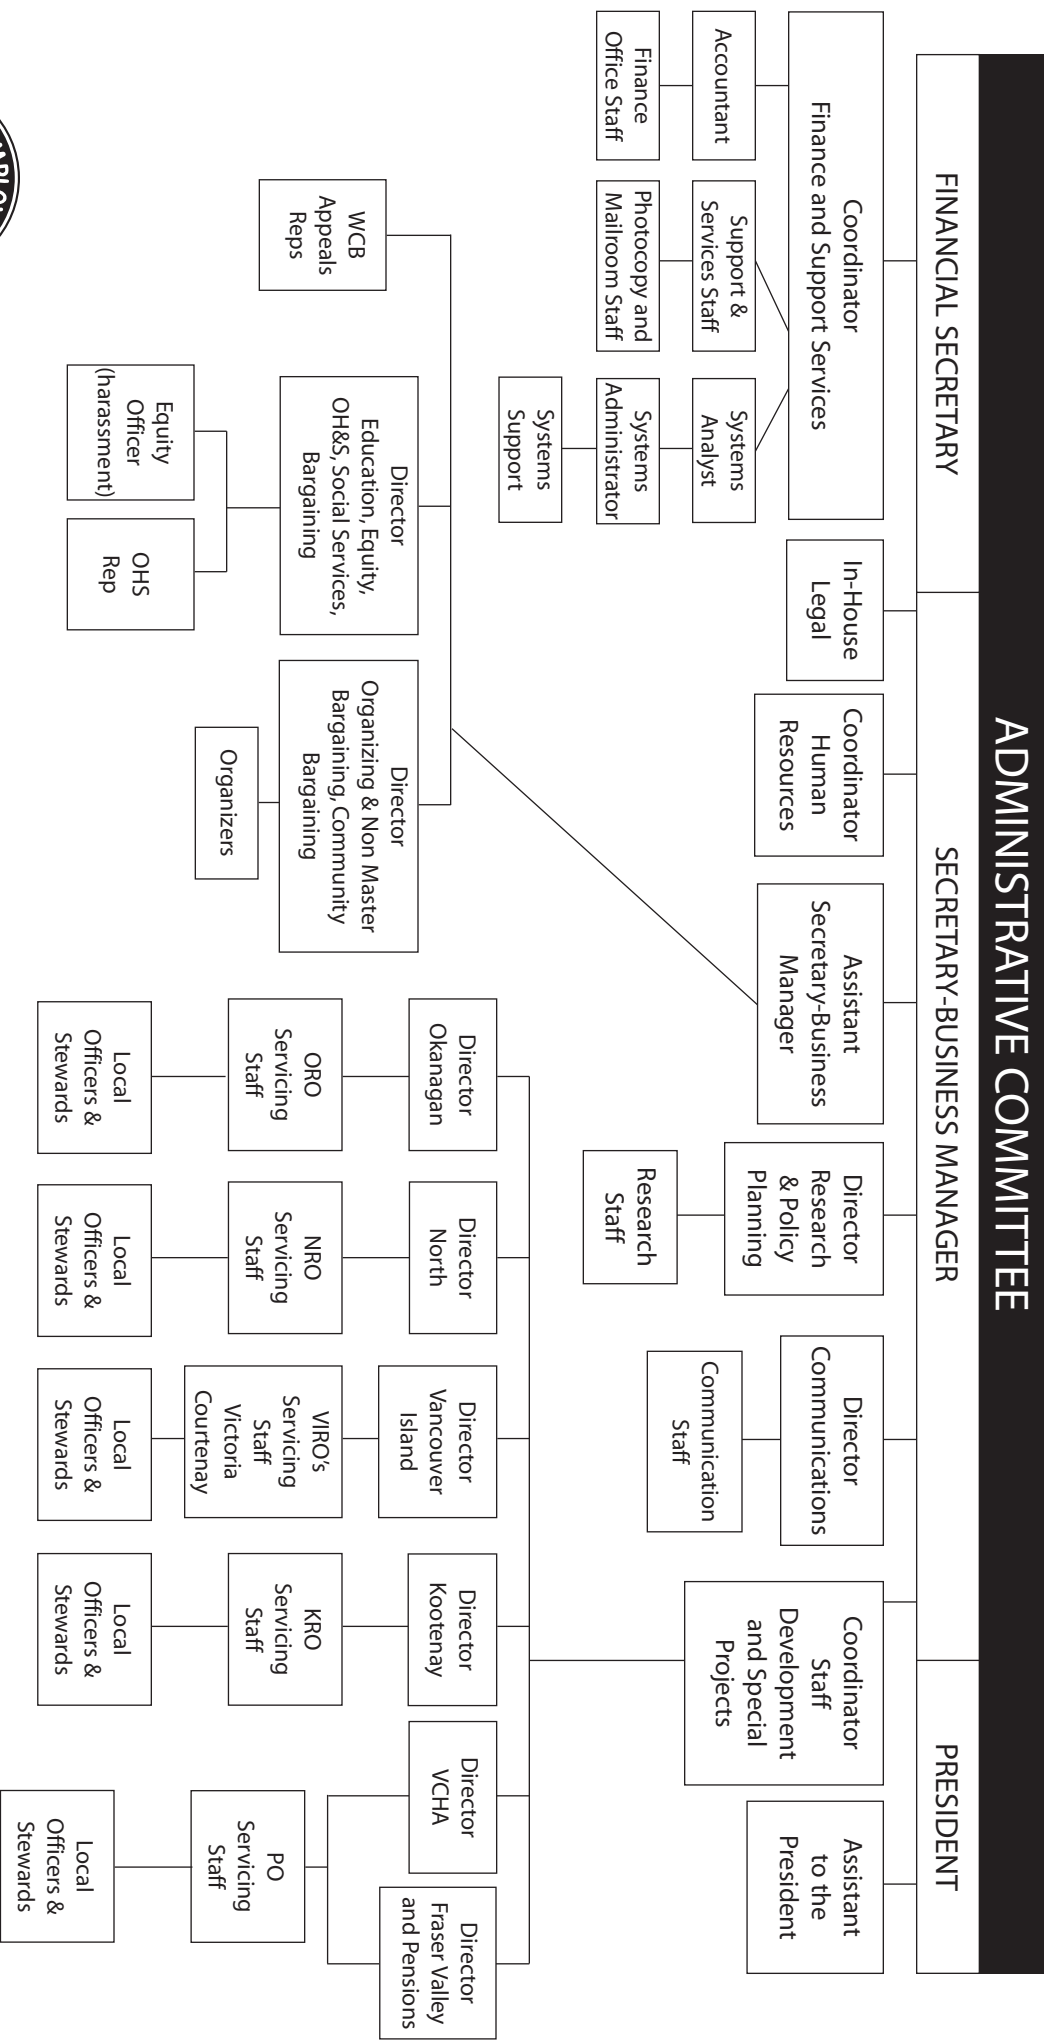 ADMINISTRATIVE COMMITTEE
FINANCIAL SECRETARY
SECRETARY-BUSINESS MANAGER
PRESIDENT
Coordinator
Finance and Support Services
Accountant
Finance
Office Staff
Support &
Services Staff
Photocopy and
Mailroom Staff
Systems
Analyst
Systems
Administrator
Systems
Support
In-House
Legal
Coordinator
Human
Resources
Assistant
Secretary-Business
Manager
Director
Research
& Policy
Planning
Research
Staff
Director
Communications
Communication
Staff
Coordinator
Staff
Development
and Special
Projects
Assistant
to the
President
WCB
Appeals
Reps
Director
Education, Equity,
OH&S, Social Services,
Bargaining
Equity
Officer
(harassment)
OHS
Rep
Director
Organizing & Non Master
Bargaining, Community
Bargaining
Organizers
Director
Okanagan
ORO
Servicing
Staff
Local
Officers &
Stewards
Director
North
NRO
Servicing
Staff
Local
Officers &
Stewards
Director
Vancouver
Island
VIRO's
Servicing
Staff
Victoria
Courtenay
Local
Officers &
Stewards
Director
Kootenay
KRO
Servicing
Staff
Local
Officers &
Stewards
Director
VCHA
Director
Fraser Valley
and Pensions
PO
Servicing
Staff
Local
Officers &
Stewards